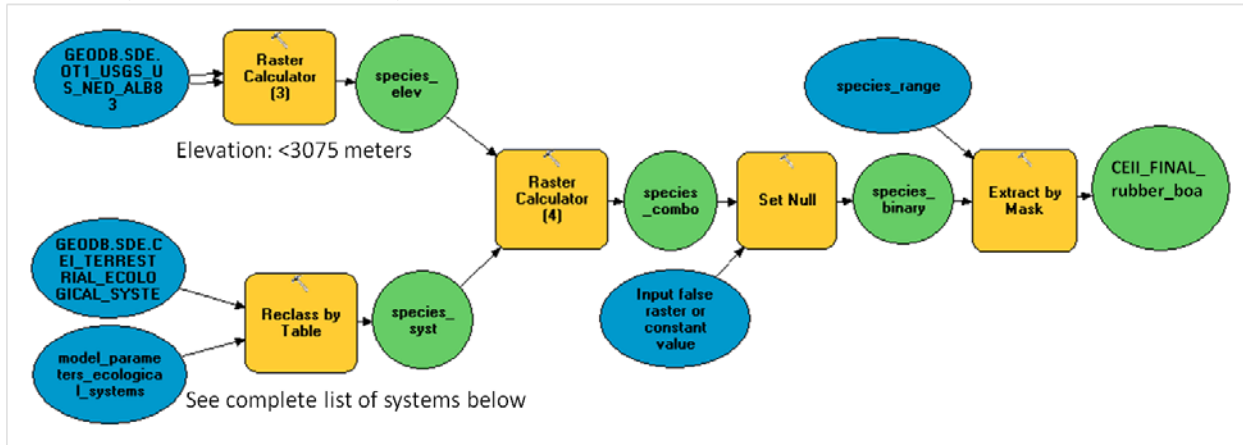 GEODB.SDE.
OT1_USGS_U
S_NED_ALB8
3
Raster
Calculator
(3)
species_
elev
Elevation: <3075 meters
species_range
Raster
Calculator
(4)
species
_combo
Set Null
species_
binary
Extract by
Mask
CEII_FINAL_
rubber_boa
GEODB.SDE.C
EI_TERREST
RIAL_ECOLO
GICAL_SYSTE
Reclass by
Table
species_
syst
Input false
raster or
constant
value
model_parame
ters_ecologica
l_systems
See complete list of systems below